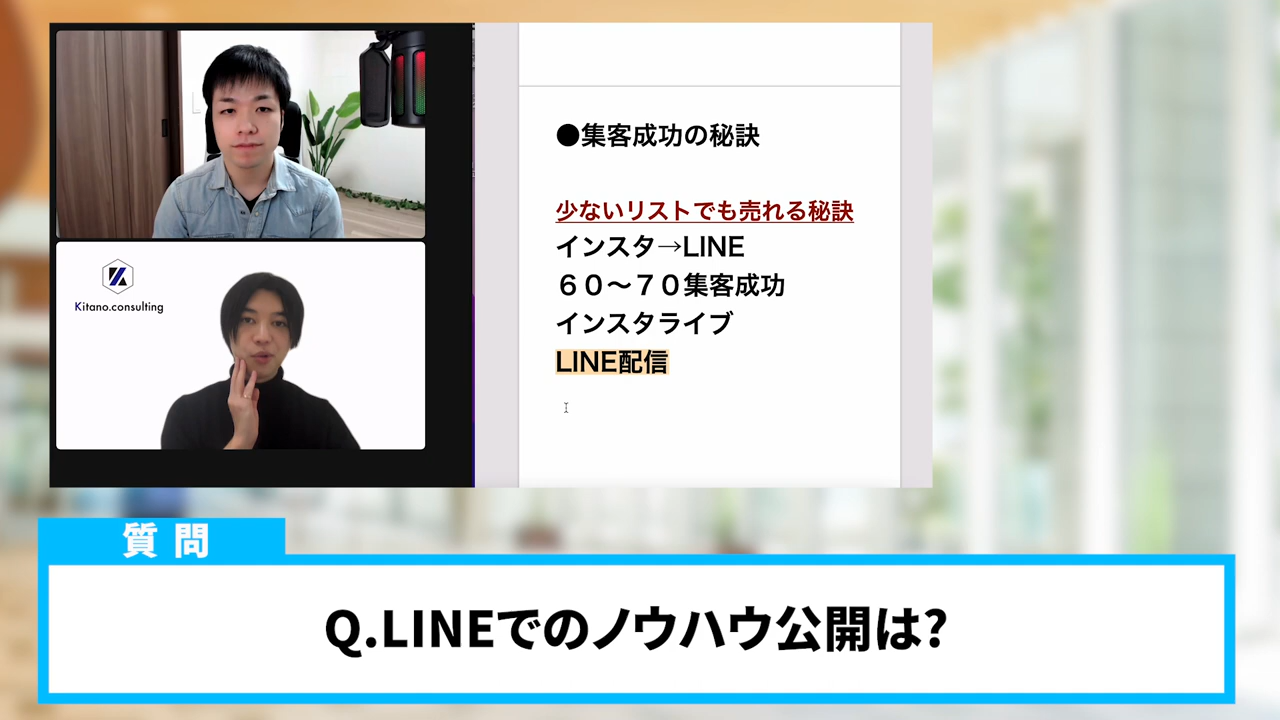 Kitano.consulting
●集客成功の秘訣
少ないリストでも売れる秘訣
インスタ→LINE
６０〜７０集客成功
インスタライブ
LINE配信
質問
Q.LINEでのノウハウ公開は?